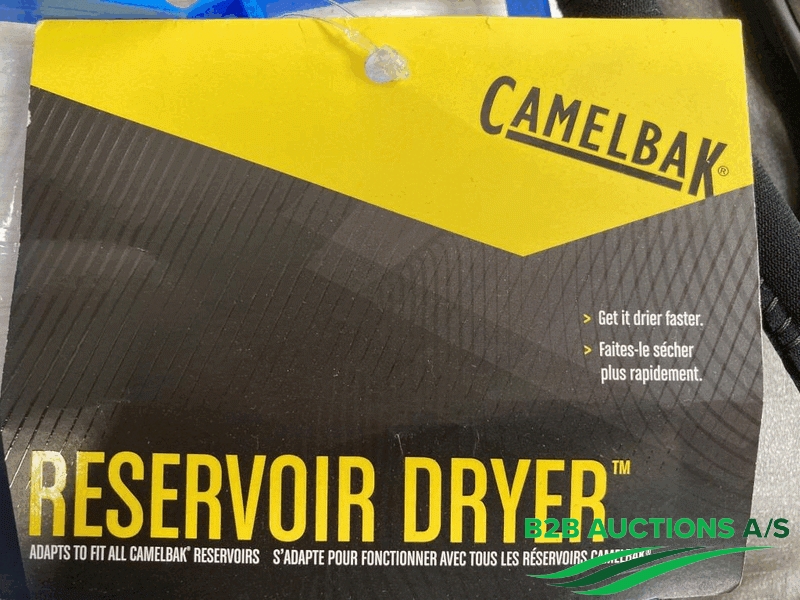 CAMELBAK®
> Get it drier faster.
> Faites-le sécher
plus rapidement.
RESERVOIR DRYER™
ADAPTS TO FIT ALL CAMELBAK® RESERVOIRS S'ADAPTE POUR FONCTIONNER AVEC TOUS LES RÉSERVOIRS CAMELBAK®
B2B AUCTIONS A/S